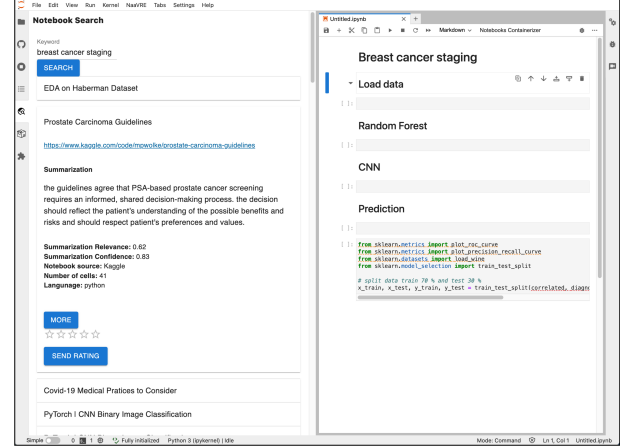 File Edit View Run Kernel NaaVRE Tabs Settings Help
Notebook Search
Keyword
breast cancer staging
SEARCH
EDA on Haberman Dataset
Prostate Carcinoma Guidelines
https://www.kaggle.com/code/mpwolke/prostate-carcinoma-guidelines
Summarization
the guidelines agree that PSA-based prostate cancer screening
requires an informed, shared decision-making process. the decision
should reflect the patient's understanding of the possible benefits and
risks and should respect patient's preferences and values.
Summarization Relevance: 0.62
Summarization Confidence: 0.83
Notebook source: Kaggle
Number of cells: 41
Langunage: python
MORE
SEND RATING
Covid-19 Medical Pratices to Consider
PyTorch I CNN Binary Image Classification
Untitled.ipynb
Markdown
Notebooks Containerizer
Breast cancer staging
Load data
[ ]:
Random Forest
[ ]:
CNN
[ ]:
Prediction
[ ]:
[ ]: from sklearn.metrics import plot_roc_curve
from sklearn.metrics import plot_precision_recall_curve
from sklearn.datasets import load_wine
from sklearn.model_selection import train_test_split
# split data train 70 % and test 30 %
x_train, x_test, y_train, y_test = train_test_split(correlated, diagno
Simple 0 1 Fully initialized Python 3 (ipykernel) | Idle Mode: Command Ln 1, Col 1 Untitled.ipynb